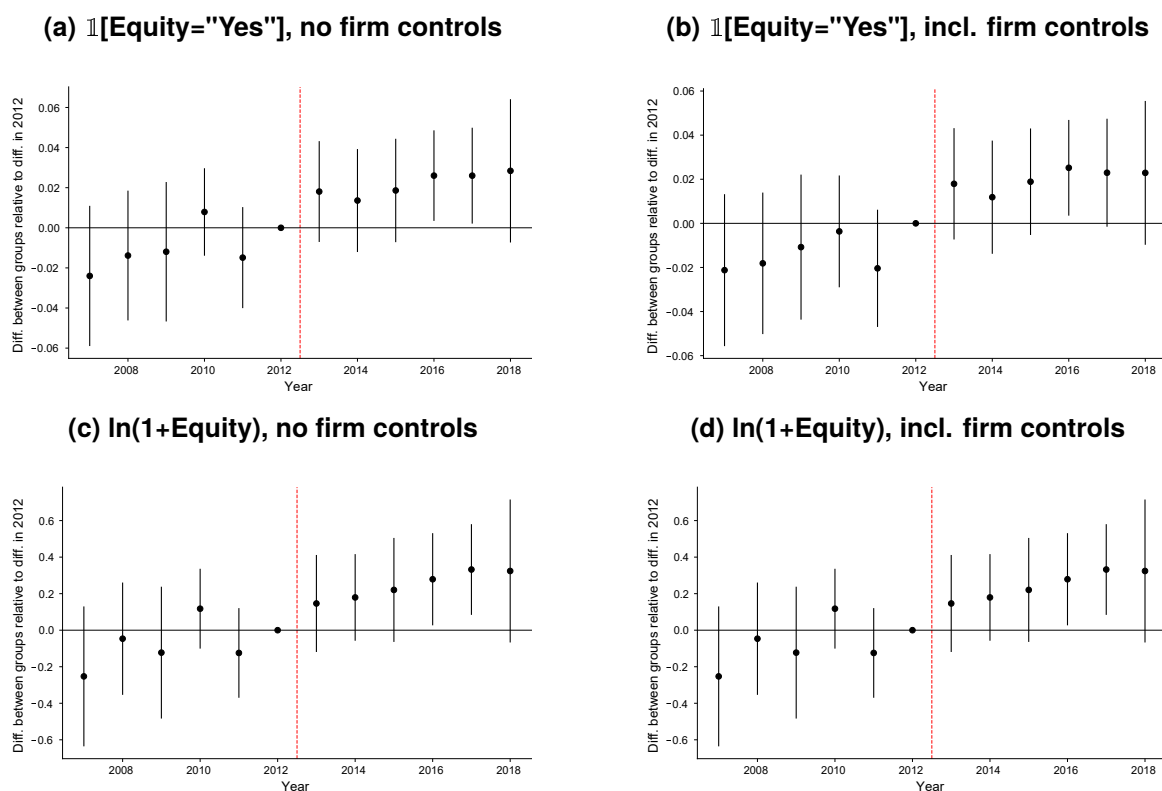 (a) 𝟙[Equity="Yes"], no firm controls
Diff. between groups relative to diff. in 2012
0.06
0.04
0.02
0.00
−0.02
−0.04
−0.06
2008 2010 2012 2014 2016 2018
Year
(b) 𝟙[Equity="Yes"], incl. firm controls
Diff. between groups relative to diff. in 2012
0.06
0.04
0.02
0.00
−0.02
−0.04
−0.06
2008 2010 2012 2014 2016 2018
Year
(c) ln(1+Equity), no firm controls
Diff. between groups relative to diff. in 2012
0.6
0.4
0.2
0.0
−0.2
−0.4
−0.6
2008 2010 2012 2014 2016 2018
Year
(d) ln(1+Equity), incl. firm controls
Diff. between groups relative to diff. in 2012
0.6
0.4
0.2
0.0
−0.2
−0.4
−0.6
2008 2010 2012 2014 2016 2018
Year